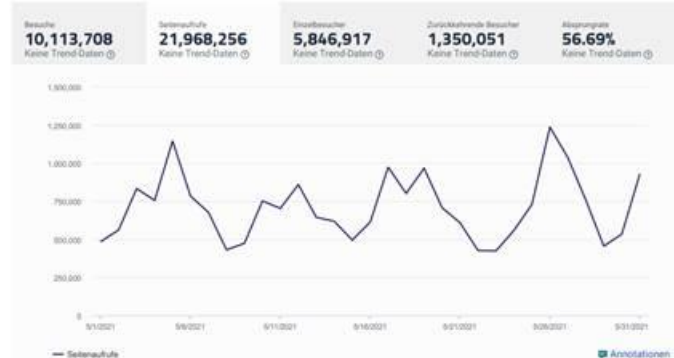 Besuche
10,113,708
Keine Trend-Daten
Seitenaufrufe
21,968,256
Keine Trend-Daten
Einzelbesucher
5,846,917
Keine Trend-Daten
Zurückkehrende Besucher
1,350,051
Keine Trend-Daten
Absprungrate
56.69%
Keine Trend-Daten
1,500,000
1,250,000
1,000,000
750,000
500,000
250,000
0
5/1/2021
5/6/2021
5/11/2021
5/16/2021
5/21/2021
5/26/2021
5/31/2021
Seitenaufrufe
Annotationen